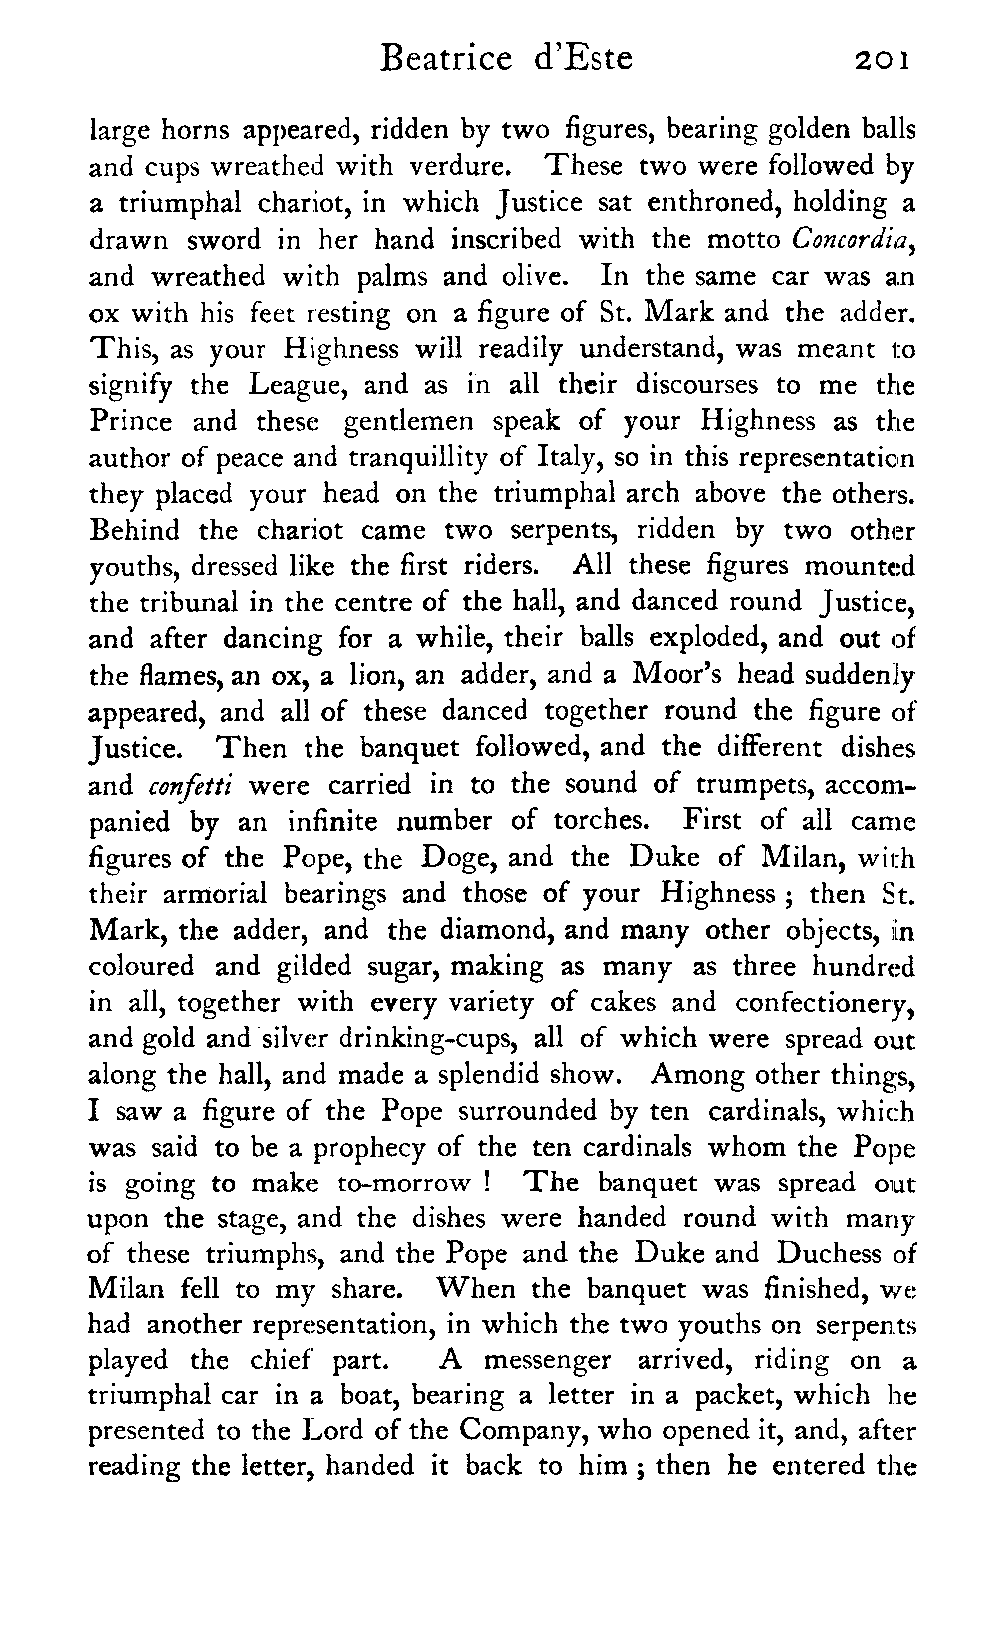 Beatrice d'Este 201
large horns appeared, ridden by two figures, bearing golden balls
and cups wreathed with verdure. These two were followed by
a triumphal chariot, in which Justice sat enthroned, holding a
drawn sword in her hand inscribed with the motto Concordia,
and wreathed with palms and olive. In the same car was an
ox with his feet resting on a figure of St. Mark and the adder.
This, as your Highness will readily understand, was meant to
signify the League, and as in all their discourses to me the
Prince and these gentlemen speak of your Highness as the
author of peace and tranquillity of Italy, so in this representation
they placed your head on the triumphal arch above the others.
Behind the chariot came two serpents, ridden by two other
youths, dressed like the first riders. All these figures mounted
the tribunal in the centre of the hall, and danced round Justice,
and after dancing for a while, their balls exploded, and out of
the flames, an ox, a lion, an adder, and a Moor's head suddenly
appeared, and all of these danced together round the figure of
Justice. Then the banquet followed, and the different dishes
and confetti were carried in to the sound of trumpets, accom-
panied by an infinite number of torches. First of all came
figures of the Pope, the Doge, and the Duke of Milan, with
their armorial bearings and those of your Highness ; then St.
Mark, the adder, and the diamond, and many other objects, in
coloured and gilded sugar, making as many as three hundred
in all, together with every variety of cakes and confectionery,
and gold and silver drinking-cups, all of which were spread out
along the hall, and made a splendid show. Among other things,
I saw a figure of the Pope surrounded by ten cardinals, which
was said to be a prophecy of the ten cardinals whom the Pope
is going to make to-morrow ! The banquet was spread out
upon the stage, and the dishes were handed round with many
of these triumphs, and the Pope and the Duke and Duchess of
Milan fell to my share. When the banquet was finished, we
had another representation, in which the two youths on serpents
played the chief part. A messenger arrived, riding on a
triumphal car in a boat, bearing a letter in a packet, which he
presented to the Lord of the Company, who opened it, and, after
reading the letter, handed it back to him ; then he entered the